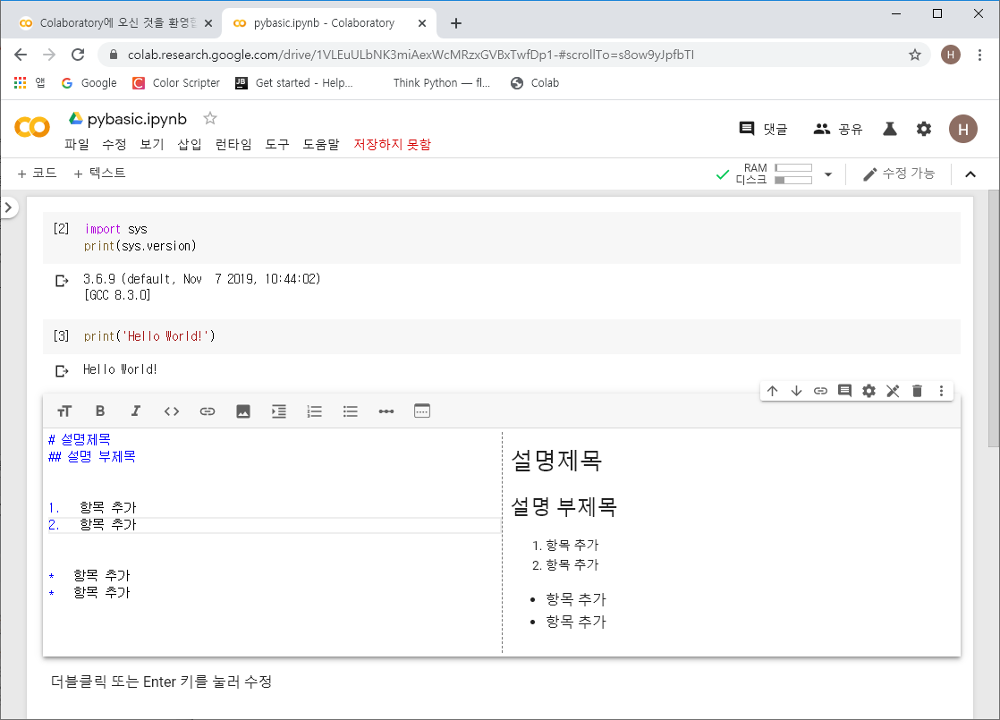 Colaboratory에 오신 것을 환영합
pybasic.ipynb - Colaboratory
colab.research.google.com/drive/1VLEuULbNK3miAexWcMRzxGVBxTwfDp1-#scrollTo=s8ow9yJpfbTI
H
앱
Google
Color Scripter
Get started - Help...
Think Python — fl...
Colab
pybasic.ipynb
파일 수정 보기 삽입 런타임 도구 도움말 저장하지 못함
댓글
공유
H
+ 코드 + 텍스트
RAM
디스크
수정 가능
[2] import sys
print(sys.version)
3.6.9 (default, Nov  7 2019, 10:44:02)
[GCC 8.3.0]
[3] print('Hello World!')
Hello World!
# 설명제목
## 설명 부제목
1. 항목 추가
2. 항목 추가
* 항목 추가
* 항목 추가
설명제목
설명 부제목
1. 항목 추가
2. 항목 추가
• 항목 추가
• 항목 추가
더블클릭 또는 Enter 키를 눌러 수정